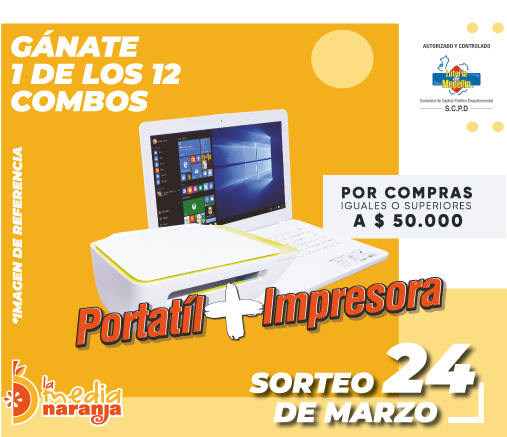 GÁNATE
1 DE LOS 12
COMBOS
AUTORIZADO Y CONTROLADO
Lotería de
Medellín
Sociedad de Capital Público Departamental
S.C.P.D
*IMAGEN DE REFERENCIA
POR COMPRAS
IGUALES O SUPERIORES
A $ 50.000
Portatíl + Impresora
la
media
naranja
SORTEO 24
DE MARZO